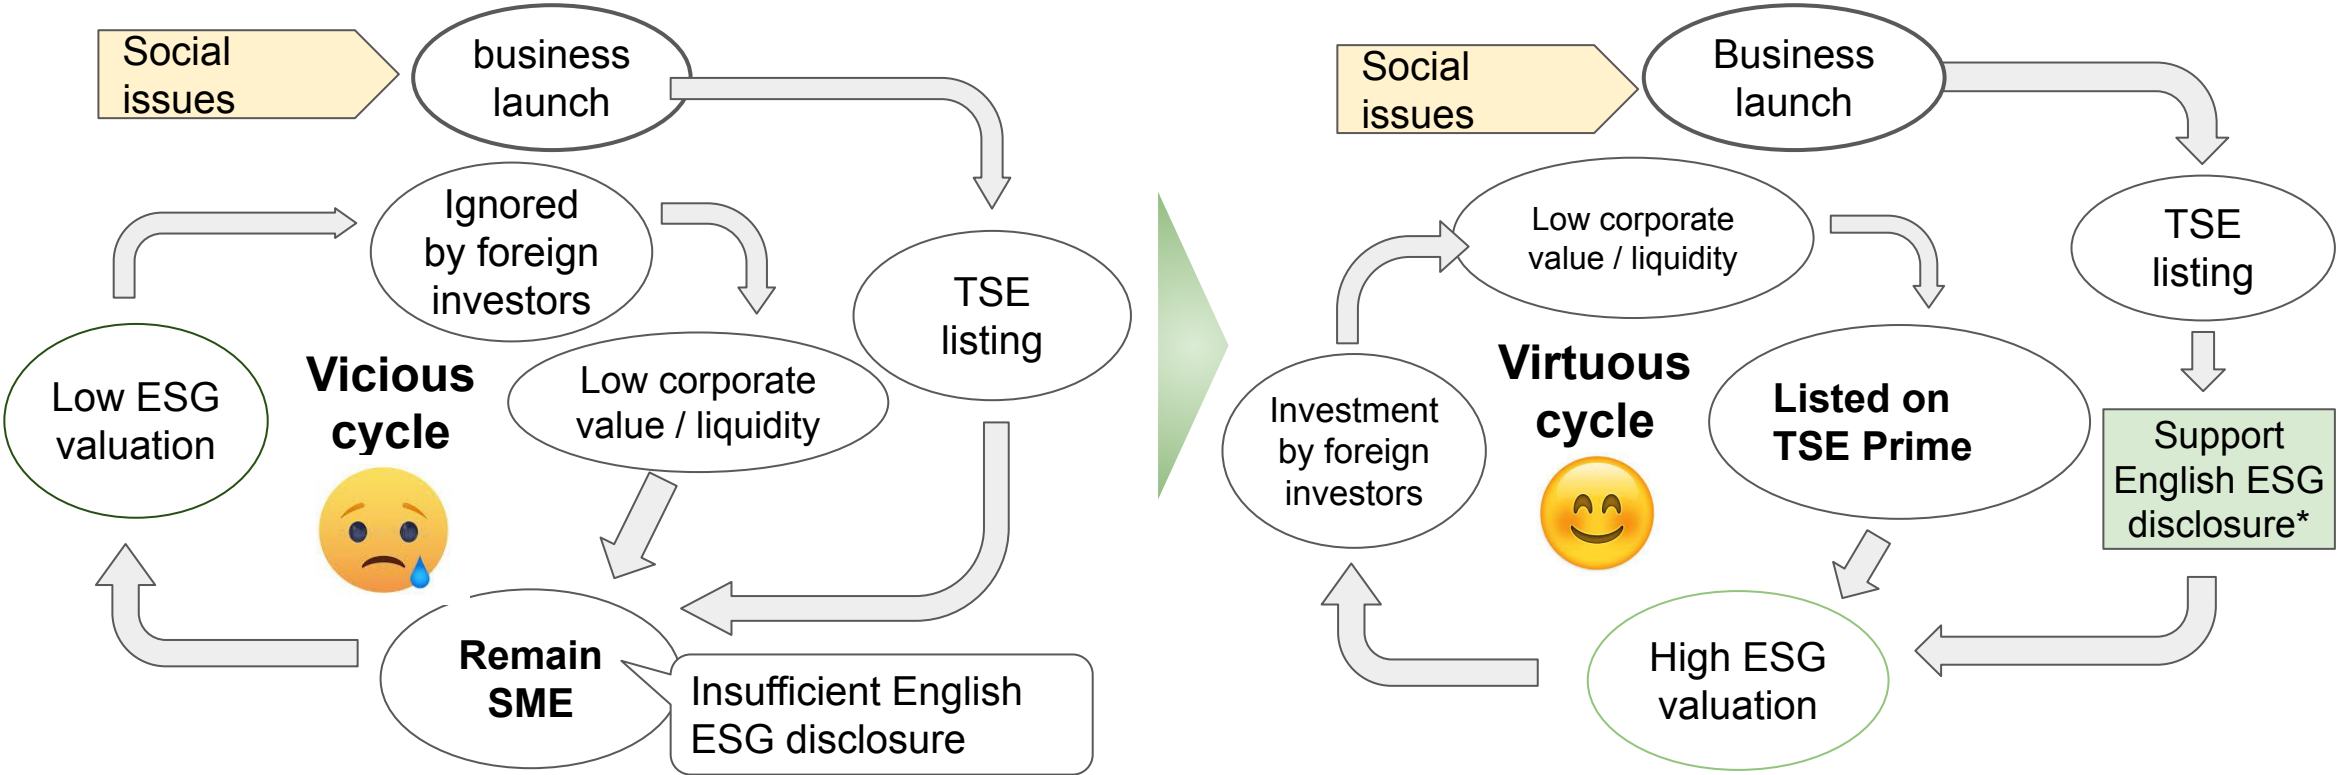 Social
issues
business
launch
Ignored
by foreign
investors
TSE
listing
Low corporate
value / liquidity
Low ESG
valuation
Vicious
cycle
Remain
SME
Insufficient English
ESG disclosure
Social
issues
Business
launch
TSE
listing
Low corporate
value / liquidity
Listed on
TSE Prime
Support
English ESG
disclosure*
Investment
by foreign
investors
Virtuous
cycle
High ESG
valuation